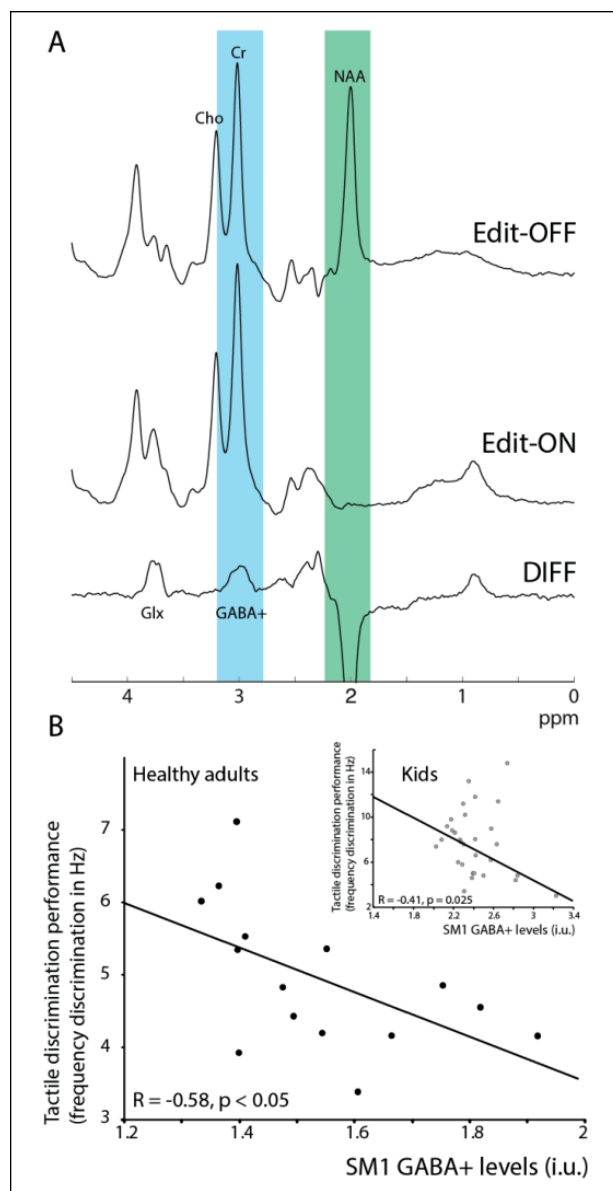 A
Cr
NAA
Cho
Edit-OFF
Edit-ON
DIFF
Glx
GABA+
4
3
2
1
0
ppm
B
Healthy adults
Kids
Tactile discrimination performance
(frequency discrimination in Hz)
7
6
5
4
3
R = -0.58, p < 0.05
1.2
1.4
1.6
1.8
2
SM1 GABA+ levels (i.u.)
Tactile discrimination performance
(frequency discrimination in Hz)
14
12
10
8
6
4
2
R = -0.41, p = 0.025
1.4
1.8
2.2
2.6
3
3.4
SM1 GABA+ levels (i.u.)